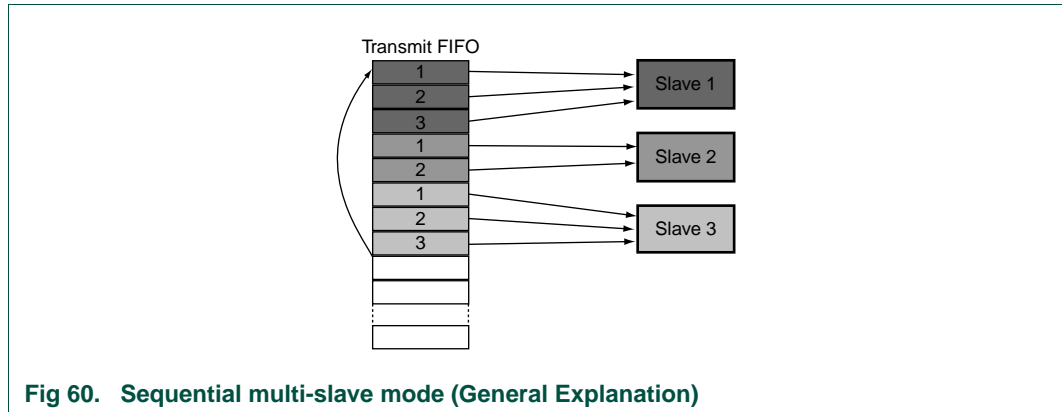 Transmit FIFO
1
2
3
1
2
1
2
3
Slave 1
Slave 2
Slave 3
Fig 60. Sequential multi-slave mode (General Explanation)